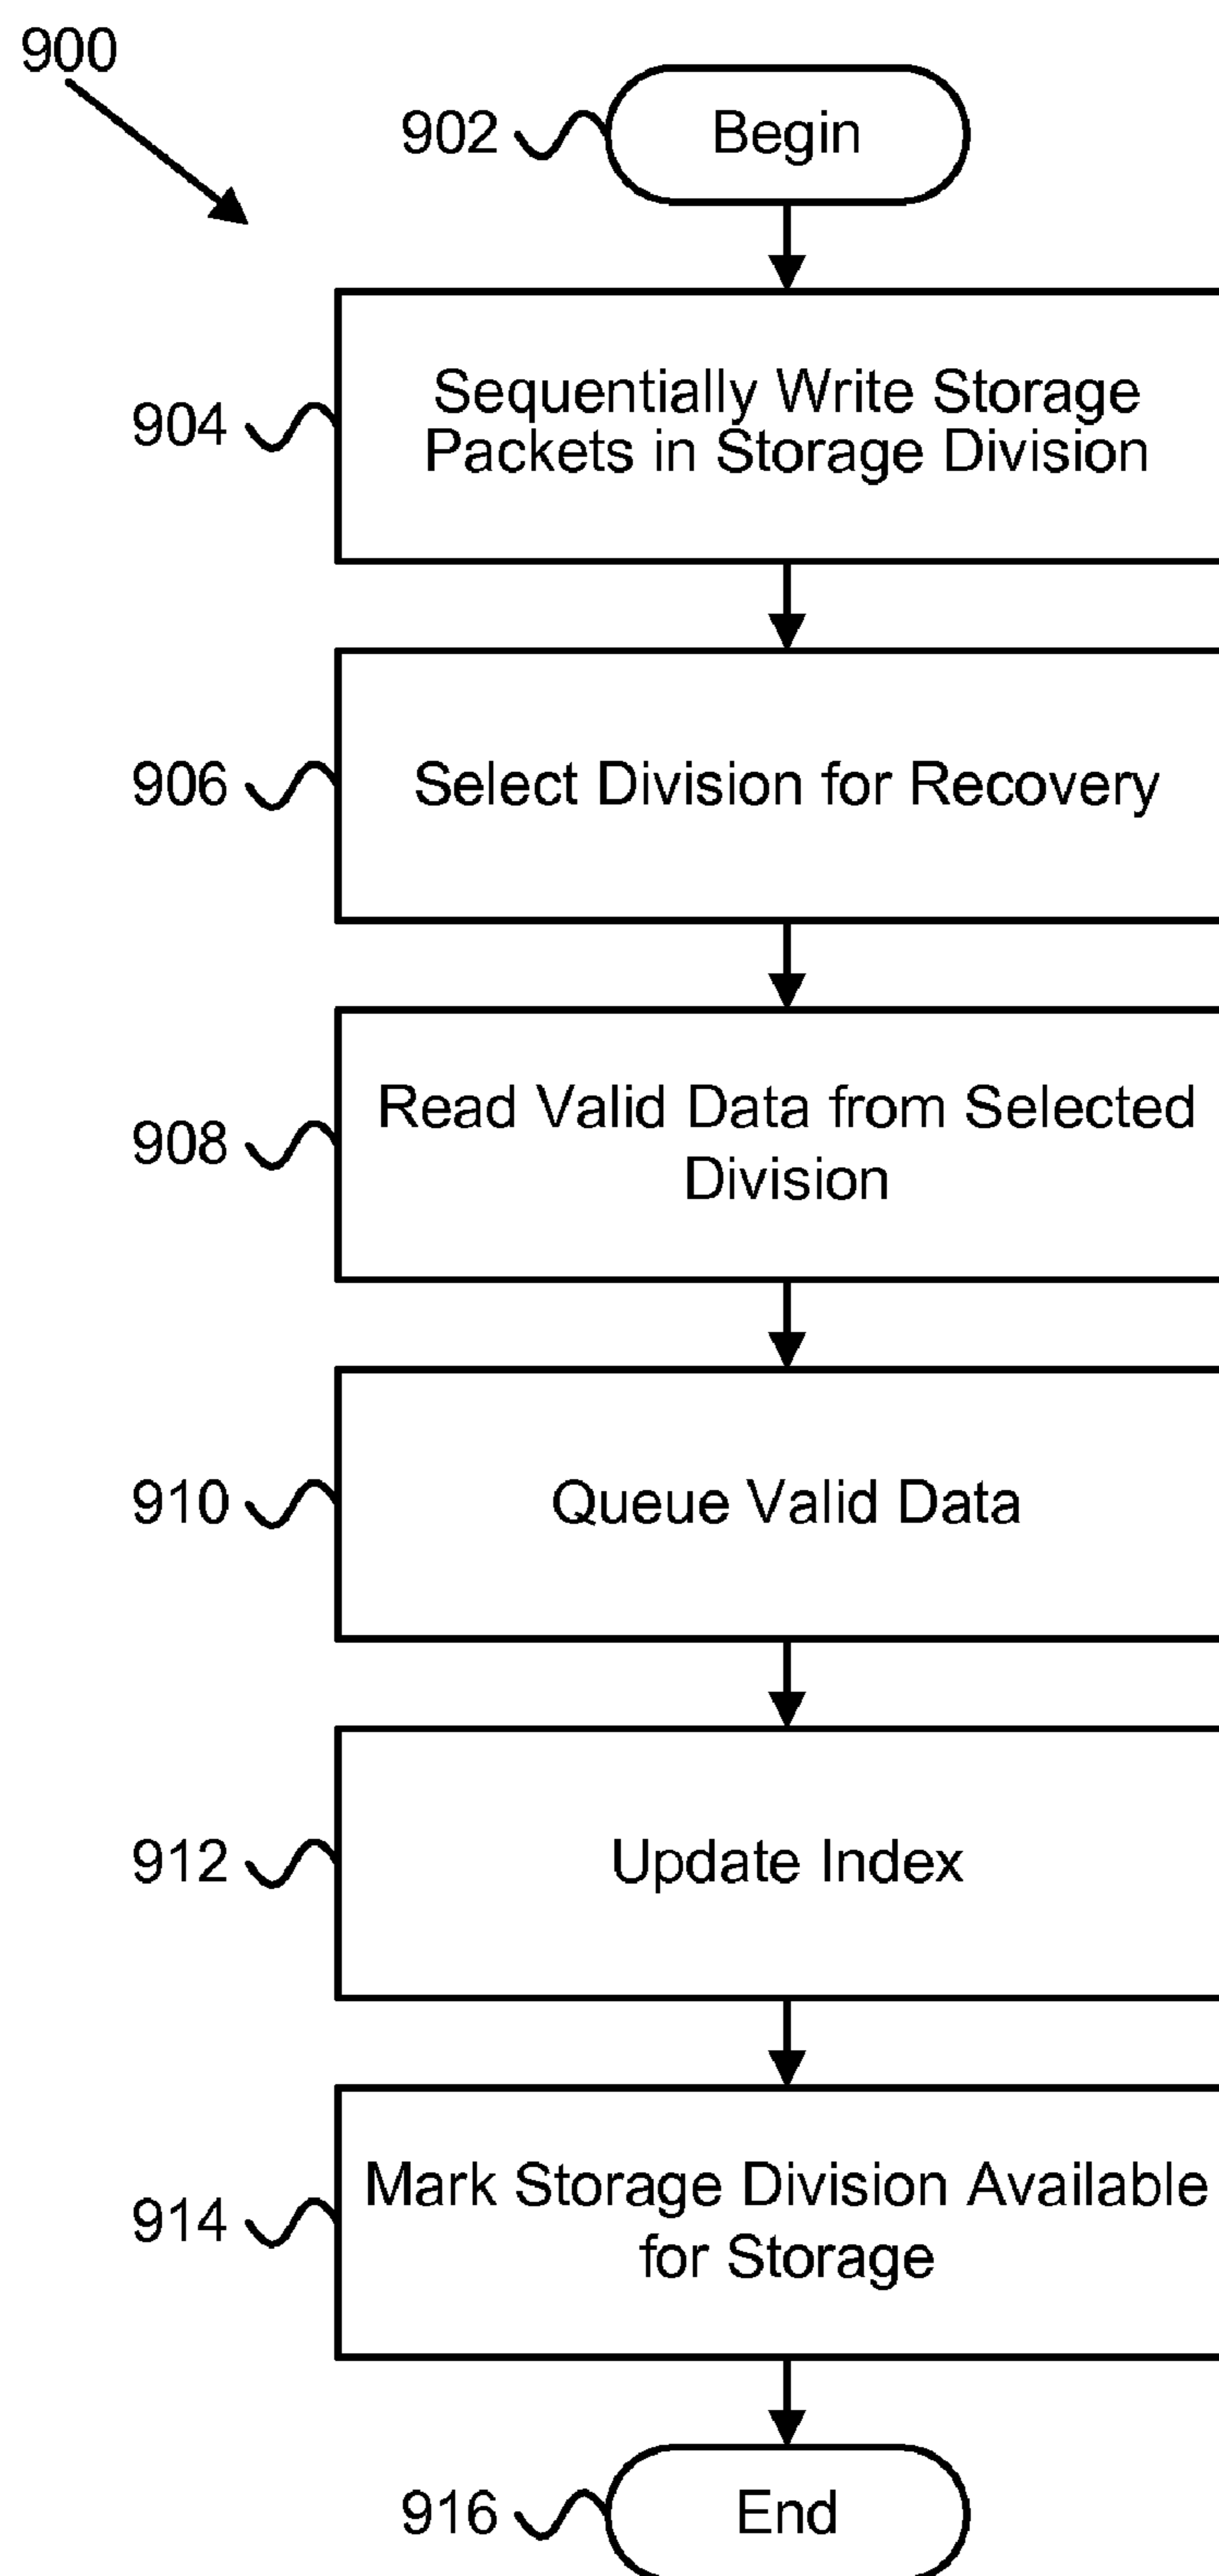 900
902
Begin
904
Sequentially Write Storage
Packets in Storage Division
906
Select Division for Recovery
908
Read Valid Data from Selected
Division
910
Queue Valid Data
912
Update Index
914
Mark Storage Division Available
for Storage
916
End